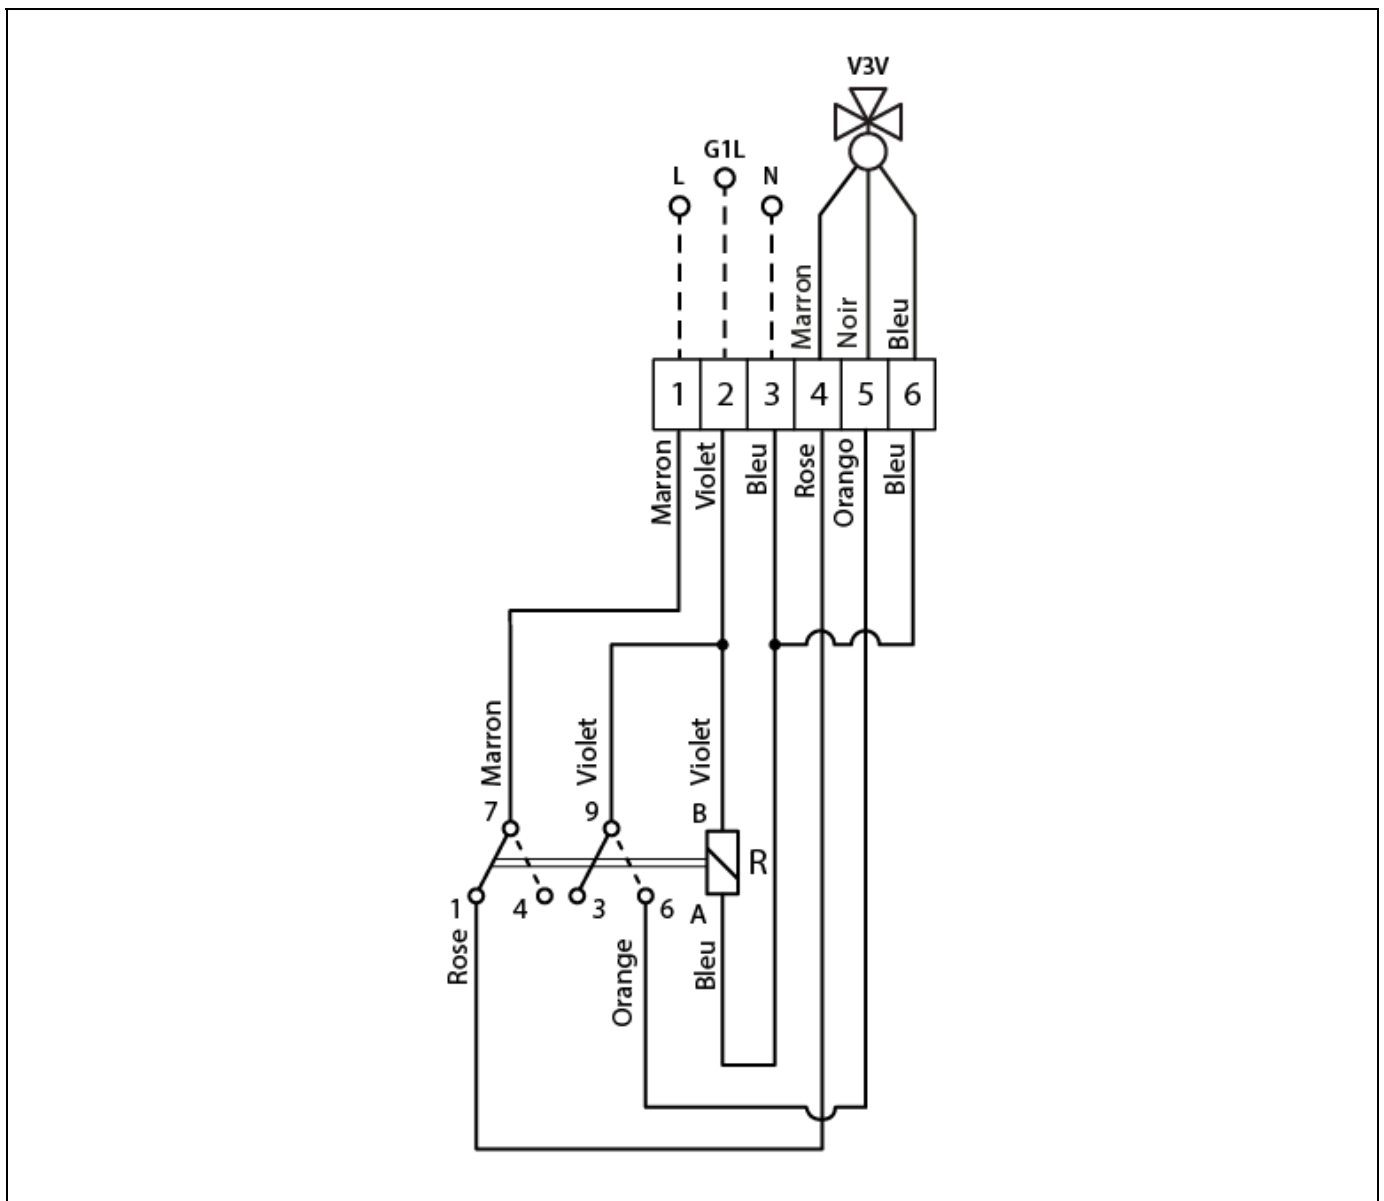 V3V
G1L
L
N
Marron
Noir
Bleu
1
2
3
4
5
6
Marron
Violet
Bleu
Rose
Orango
Bleu
Marron
Violet
Violet
7
9
B
R
1
4
3
6
A
Rose
Orange
Bleu